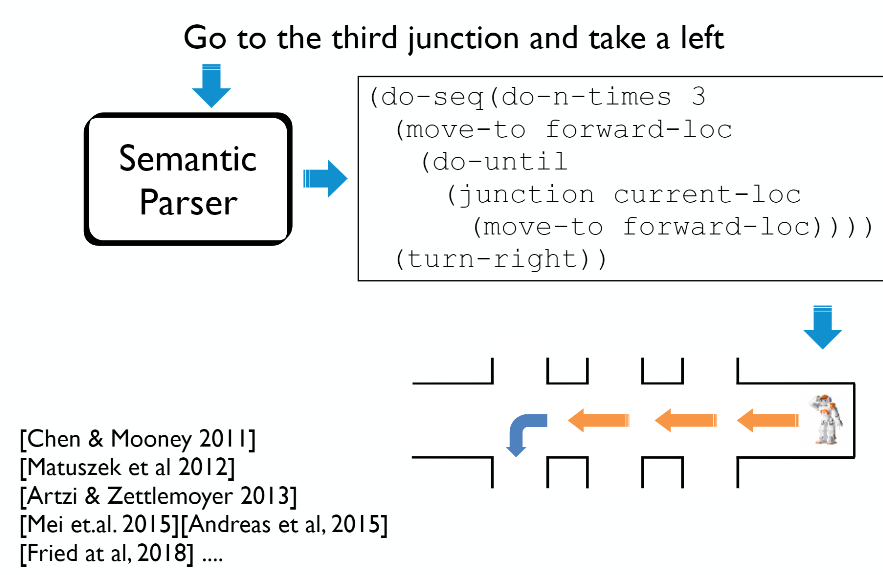 Go to the third junction and take a left
Semantic
Parser
(do-seq(do-n-times 3
(move-to forward-loc
(do-until
(junction current-loc
(move-to forward-loc))))
(turn-right))
[Chen & Mooney 2011]
[Matuszek et al 2012]
[Artzi & Zettlemoyer 2013]
[Mei et.al. 2015][Andreas et al, 2015]
[Fried at al, 2018] ....